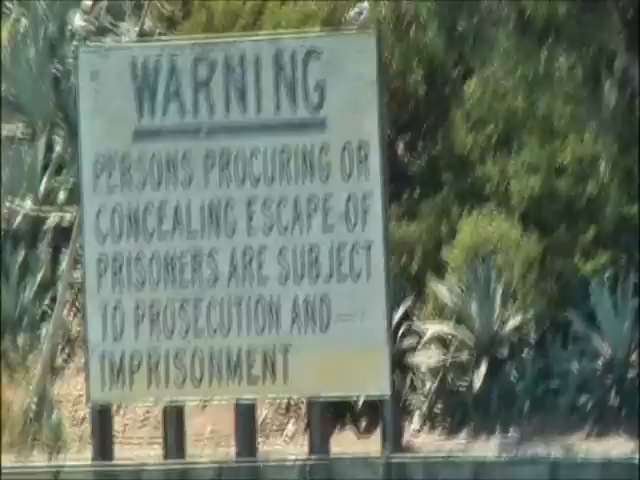 WARNING
PERSONS PROCURING OR
CONCEALING ESCAPE OF
PRISONERS ARE SUBJECT
TO PROSECUTION AND
IMPRISONMENT